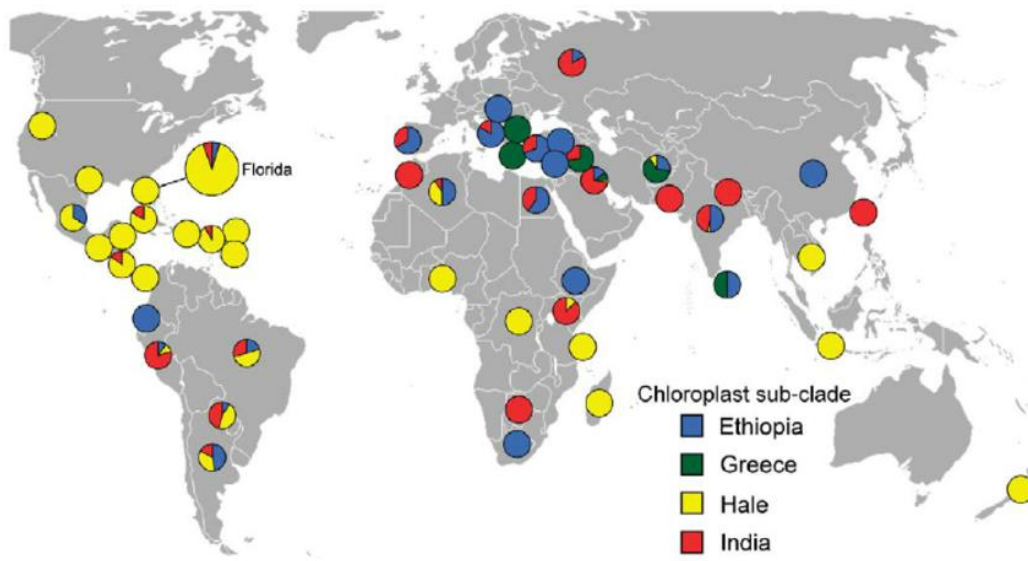 Florida
Chloroplast sub-clade
Ethiopia
Greece
Hale
India